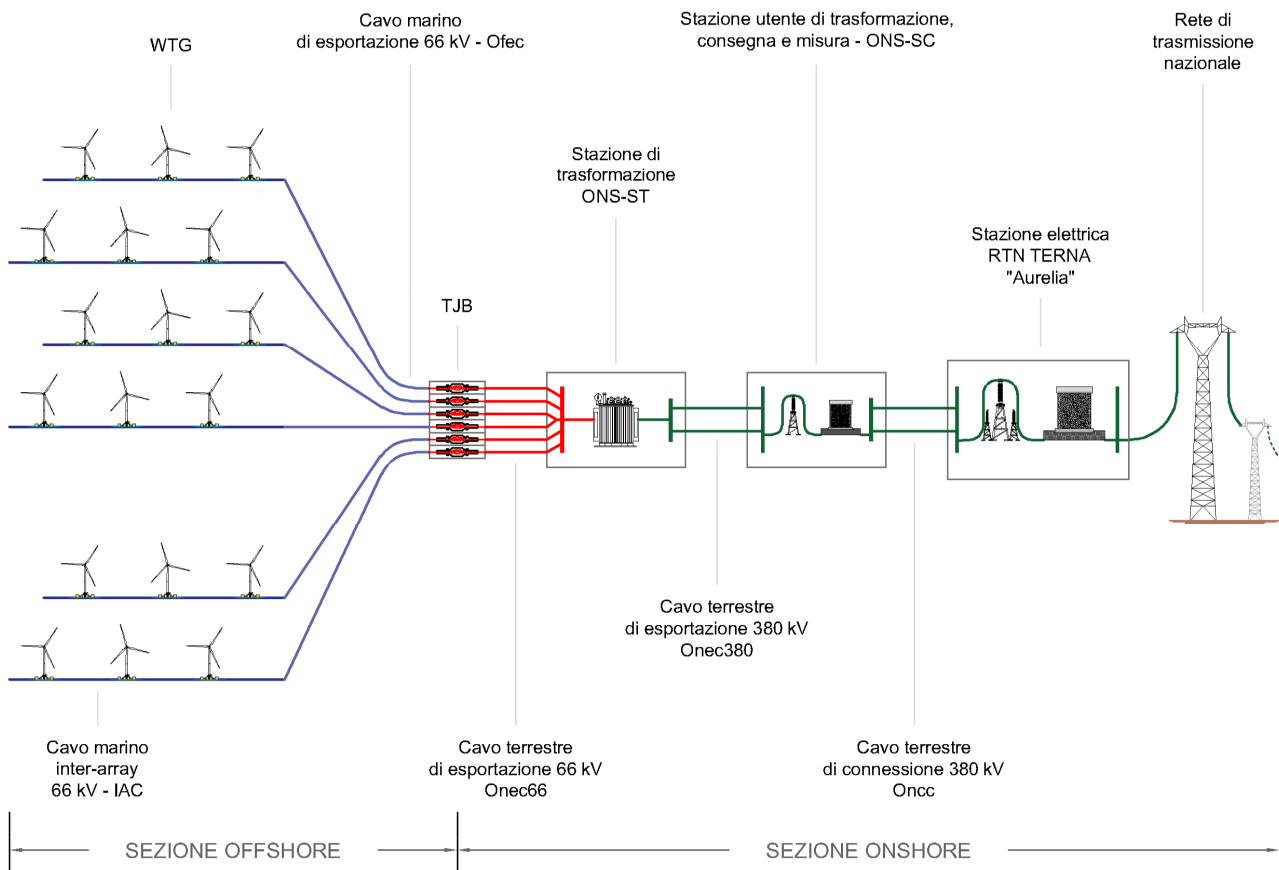 Cavo marino
di esportazione 66 kV - Ofec
WTG
Stazione utente di trasformazione,
consegna e misura - ONS-SC
Rete di
trasmissione
nazionale
Stazione di
trasformazione
ONS-ST
Stazione elettrica
RTN TERNA
"Aurelia"
TJB
Cavo terrestre
di esportazione 380 kV
Onec380
Cavo marino
inter-array
66 kV - IAC
Cavo terrestre
di esportazione 66 kV
Onec66
Cavo terrestre
di connessione 380 kV
Oncc
SEZIONE OFFSHORE
SEZIONE ONSHORE